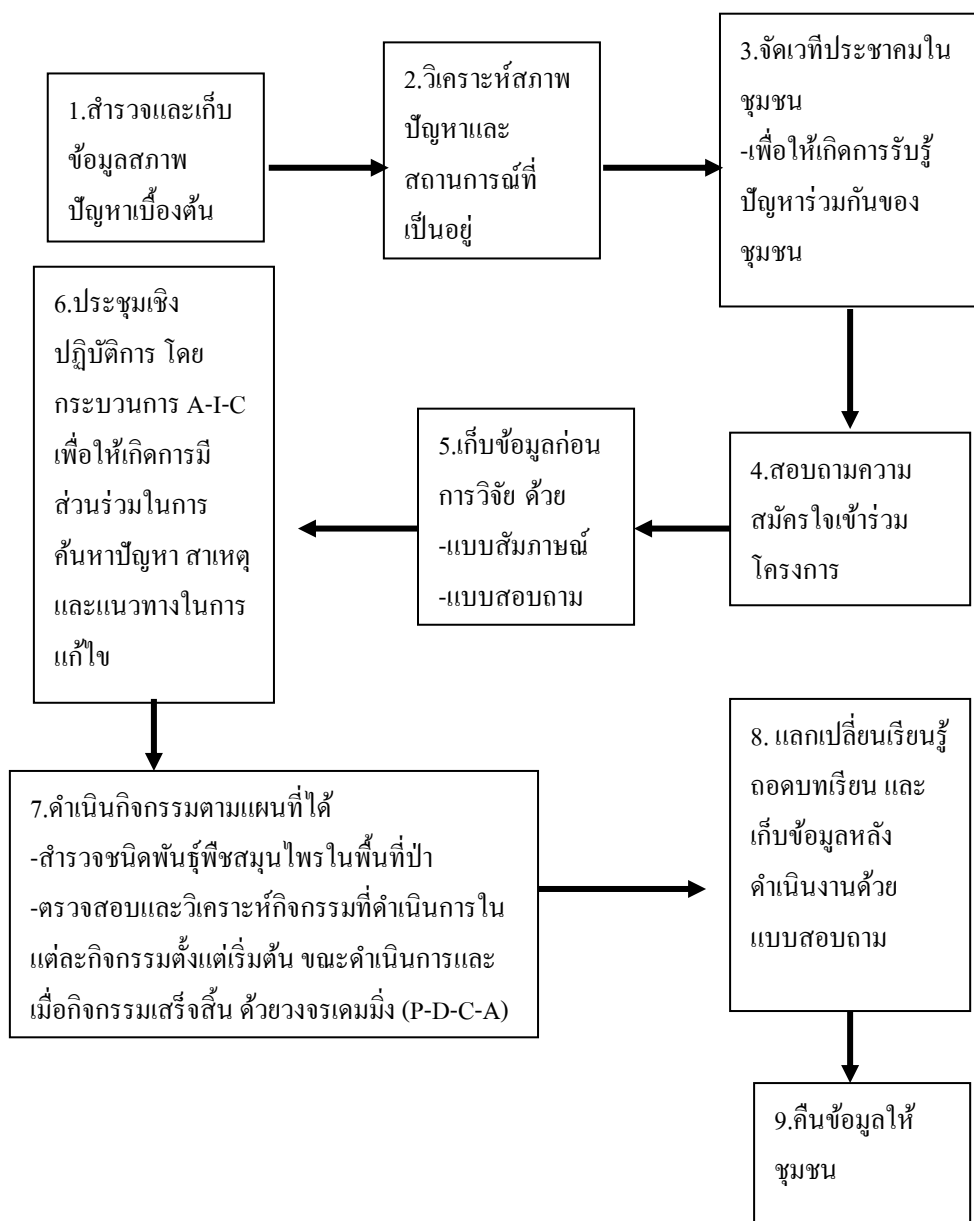 1.สำรวจและเก็บ
ข้อมูลสภาพ
ปัญหาเบื้องต้น
2.วิเคราะห์สภาพ
ปัญหาและ
สถานการณ์ที่
เป็นอยู่
3.จัดเวทีประชาคมใน
ชุมชน
-เพื่อให้เกิดการรับรู้
ปัญหาร่วมกันของ
ชุมชน
4.สอบถามความ
สมัครใจเข้าร่วม
โครงการ
5.เก็บข้อมูลก่อน
การวิจัย ด้วย
-แบบสัมภาษณ์
-แบบสอบถาม
6.ประชุมเชิง
ปฏิบัติการ โดย
กระบวนการ A-I-C
เพื่อให้เกิดการมี
ส่วนร่วมในการ
ค้นหาปัญหา สาเหตุ
และแนวทางในการ
แก้ไข
7.ดำเนินกิจกรรมตามแผนที่ได้
-สำรวจชนิดพันธุ์พืชสมุนไพรในพื้นที่ป่า
-ตรวจสอบและวิเคราะห์กิจกรรมที่ดำเนินการใน
แต่ละกิจกรรมตั้งแต่เริ่มต้น ขณะดำเนินการและ
เมื่อกิจกรรมเสร็จสิ้น ด้วยวงจรเดมมิ่ง (P-D-C-A)
8. แลกเปลี่ยนเรียนรู้
ถอดบทเรียน และ
เก็บข้อมูลหลัง
ดำเนินงานด้วย
แบบสอบถาม
9.คืนข้อมูลให้
ชุมชน